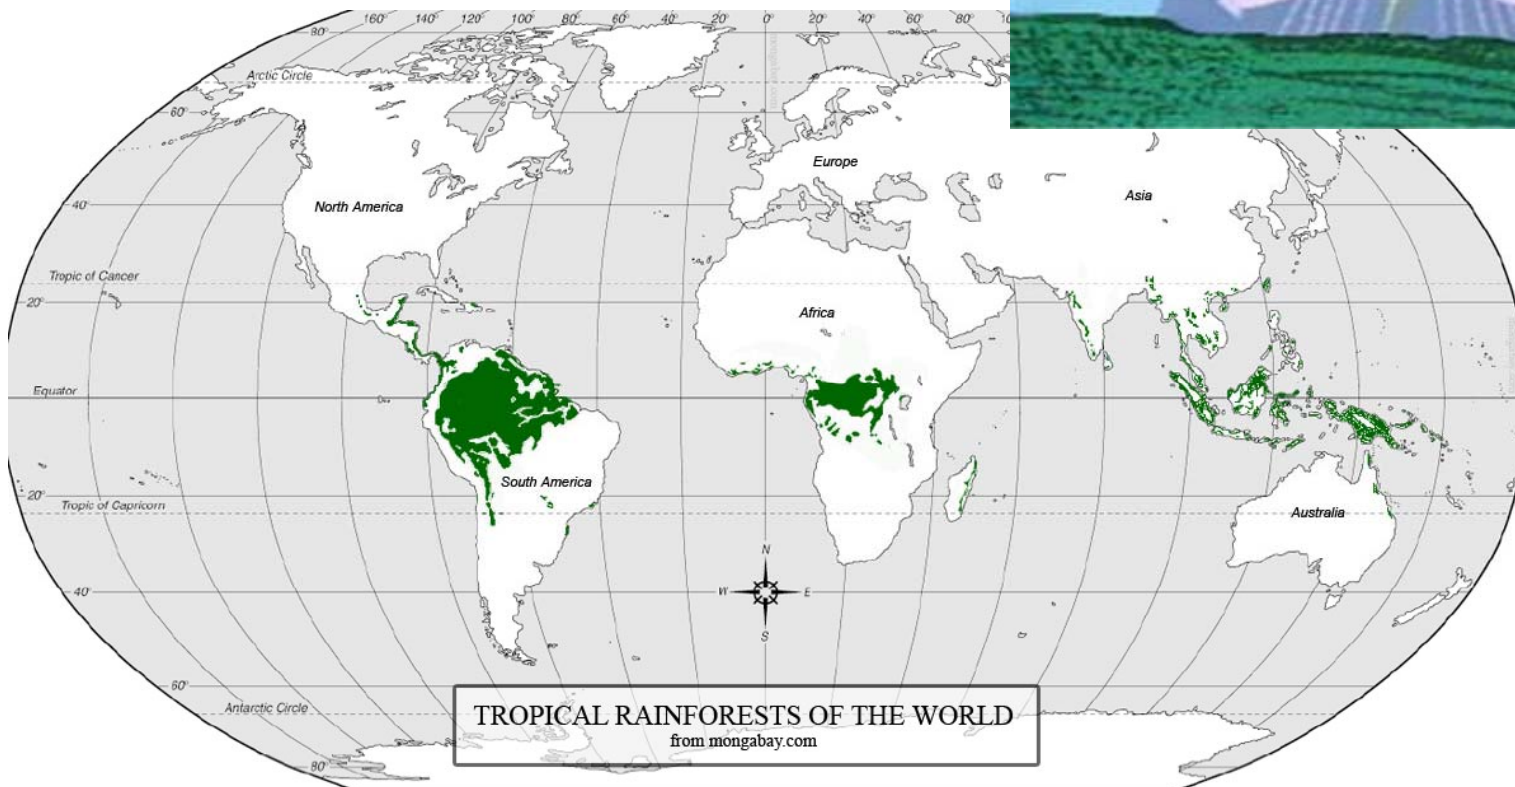 160
140
120
100
80°
60
40
20°
0°
20°
40°
60°
80°
80°
Arctic Circle
60°
Europe
Asia
North America
40°
Tropic of Cancer
20°
Africa
Equator
South America
20°
Tropic of Capricorn
Australia
N
40°
W
E
S
60°
Antarctic Circle
TROPICAL RAINFORESTS OF THE WORLD
from mongabay.com
80°